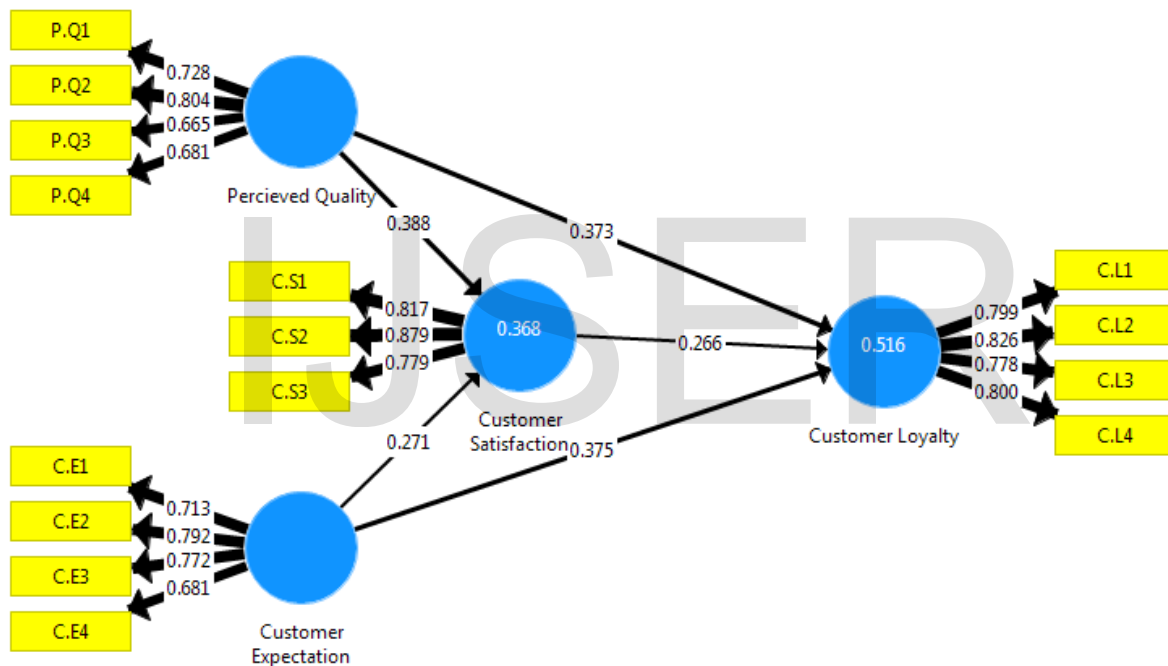 P.Q1
P.Q2
P.Q3
P.Q4
0.728
0.804
0.665
0.681
Percieved Quality
0.388
0.373
C.S1
C.S2
C.S3
0.817
0.879
0.779
0.368
Customer
Satisfaction
0.266
0.516
Customer Loyalty
0.799
0.826
0.778
0.800
C.L1
C.L2
C.L3
C.L4
0.271
0.375
C.E1
C.E2
C.E3
C.E4
0.713
0.792
0.772
0.681
Customer
Expectation
IJSER